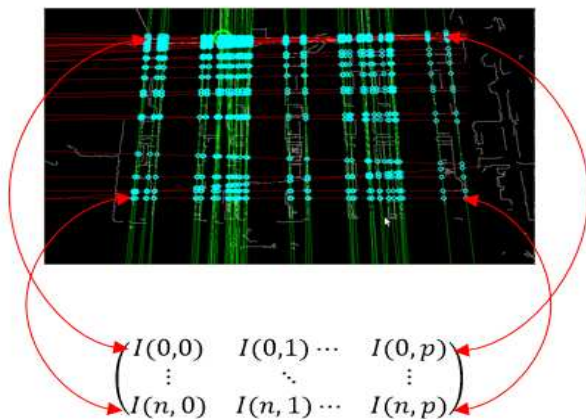 I(0,0) I(0,1) ⋯ I(0,p)
⋮ ⋱ ⋮
I(n,0) I(n,1) ⋯ I(n,p)